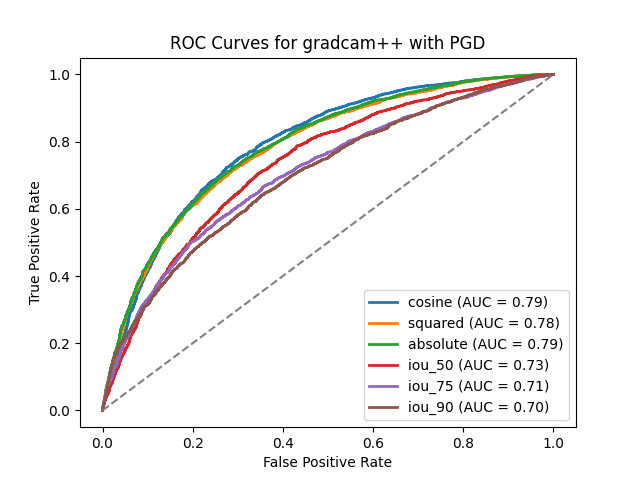 ROC Curves for gradcam++ with PGD
True Positive Rate
1.0
0.8
0.6
0.4
0.2
0.0
cosine (AUC = 0.79)
squared (AUC = 0.78)
absolute (AUC = 0.79)
iou_50 (AUC = 0.73)
iou_75 (AUC = 0.71)
iou_90 (AUC = 0.70)
0.0 0.2 0.4 0.6 0.8 1.0
False Positive Rate